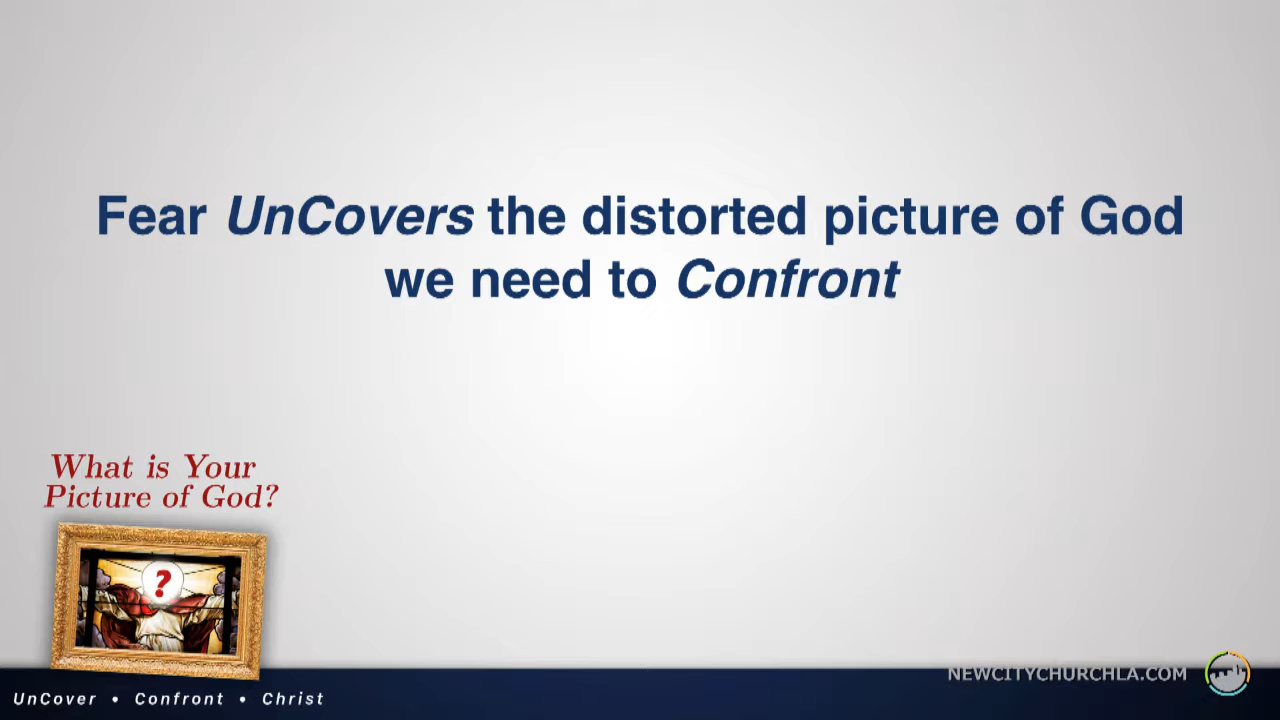 Fear UnCovers the distorted picture of God
we need to Confront
What is Your
Picture of God?
?
NEWCITYCHURCHLA.COM
UnCover • Confront • Christ